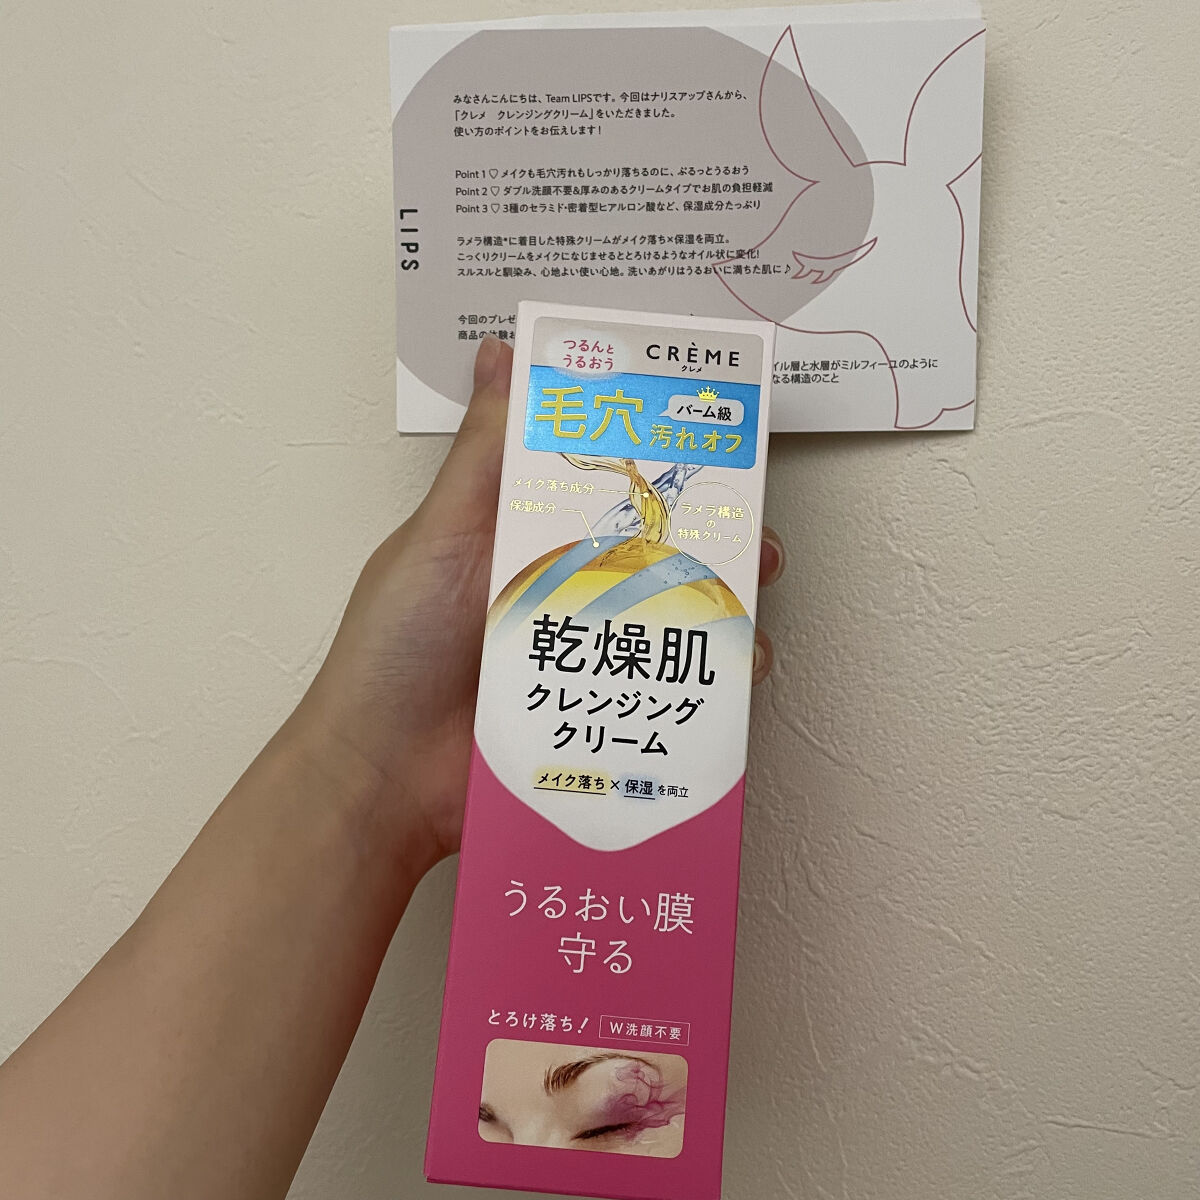 みなさんこんにちは、Team LIPSです。今回はナリスアップさんから、
「クレメ　クレンジングクリーム」をいただきました。
使い方のポイントをお伝えします！
Point 1 ♡ メイクも毛穴汚れもしっかり落ちるのに、ぷるっとうるおう
Point 2 ♡ ダブル洗顔不要&厚みのあるクリームタイプでお肌の負担軽減
Point 3 ♡ 3種のセラミド・密着型ヒアルロン酸など、保湿成分たっぷり
ラメラ構造*に着目した特殊クリームがメイク落ち×保湿を両立。
こっくりクリームをメイクになじませるととろけるようなオイル状に変化!
スルスルと馴染み、心地よい使い心地。洗いあがりはうるおいに満ちた肌に♪
今回のプレゼ
商品の体験
イル層と水層がミルフィーユのように
なる構造のこと
LIPS
つるんと
うるおう
CRÈME
クレメ
毛穴
バーム級
汚れオフ
メイク落ち成分
保湿成分
ラメラ構造
の
特殊クリーム
乾燥肌
クレンジング
クリーム
メイク落ち×保湿を両立
うるおい膜
守る
とろけ落ち！
W洗顔不要